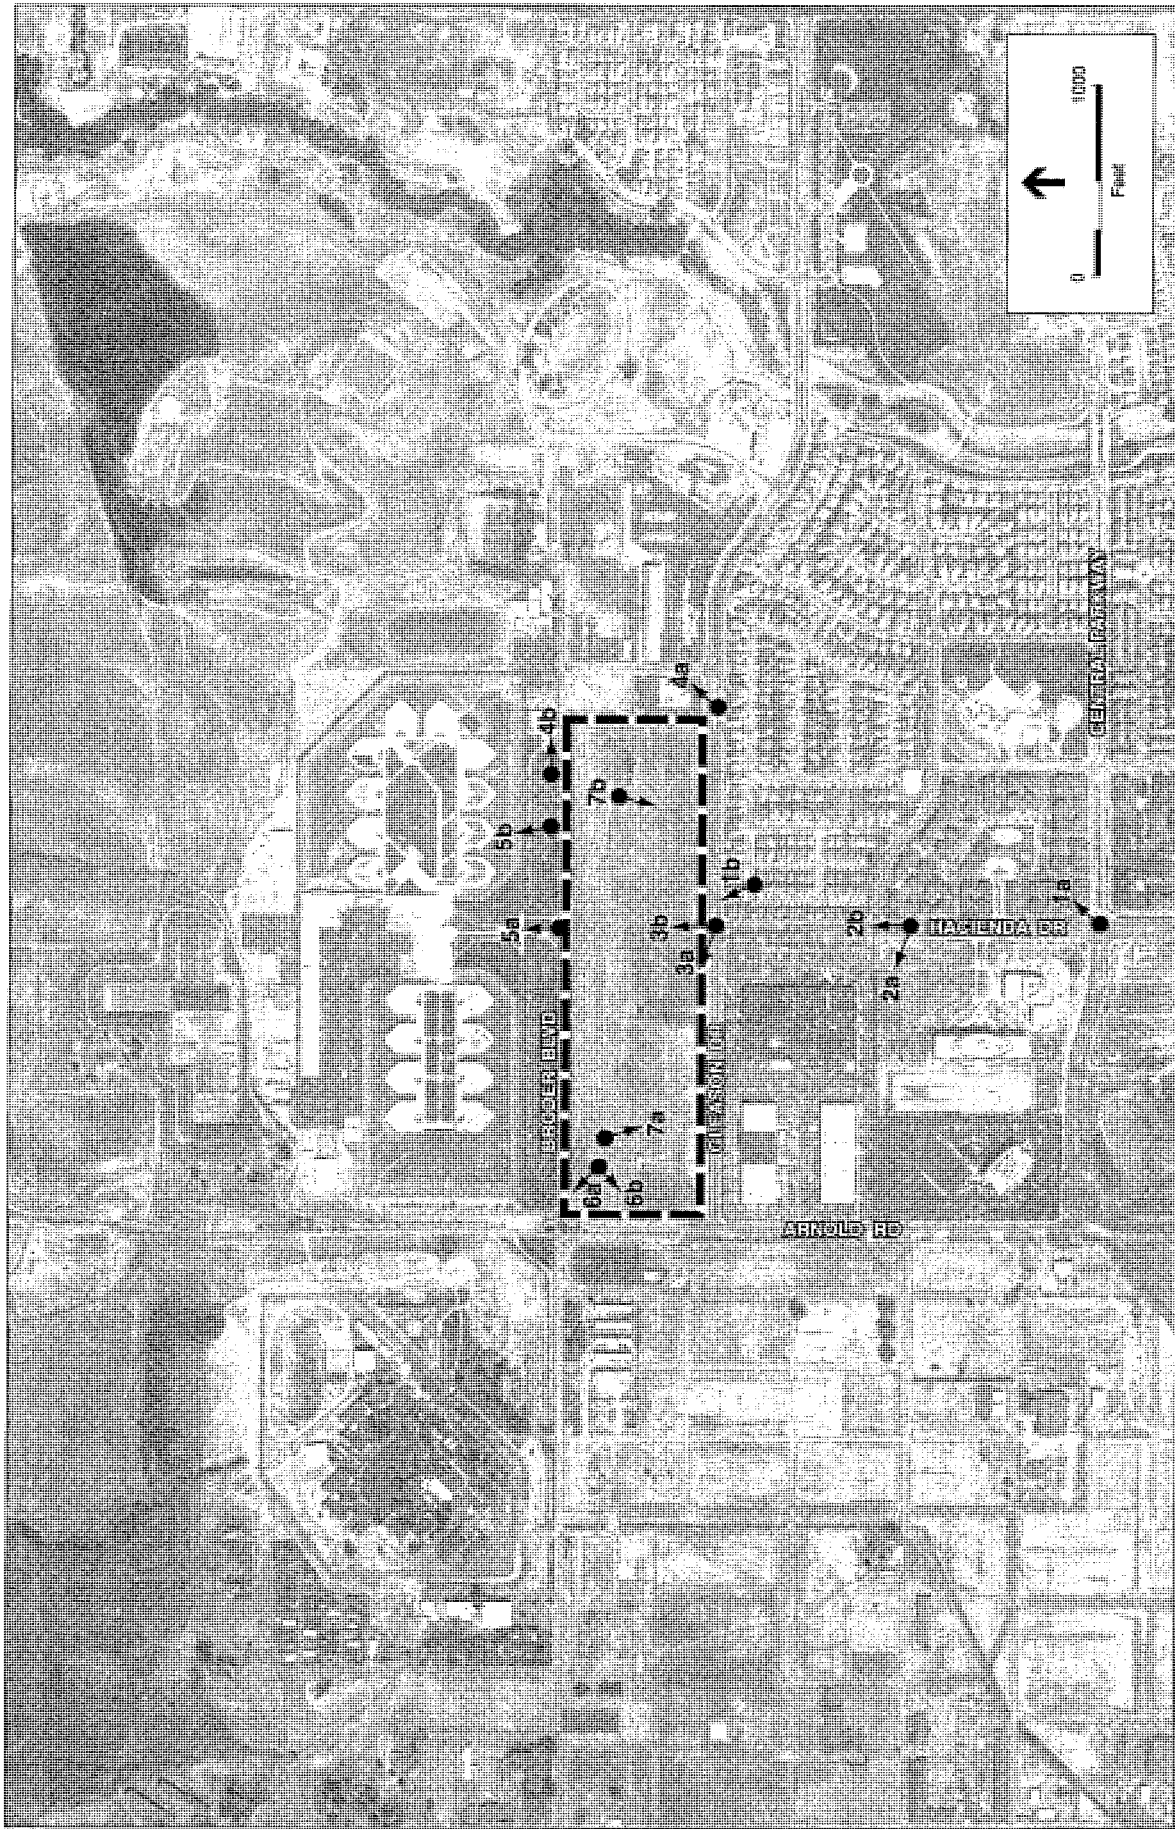 5a
5b
4b
BRODER BLVD
6a
6b
7a
7b
3a
3b
1b
4a
GLEASON DR
ARNOLD RD
2a
2b
HACIENDA DR
1a
CENTRAL PARKWAY
0
1000
Feet